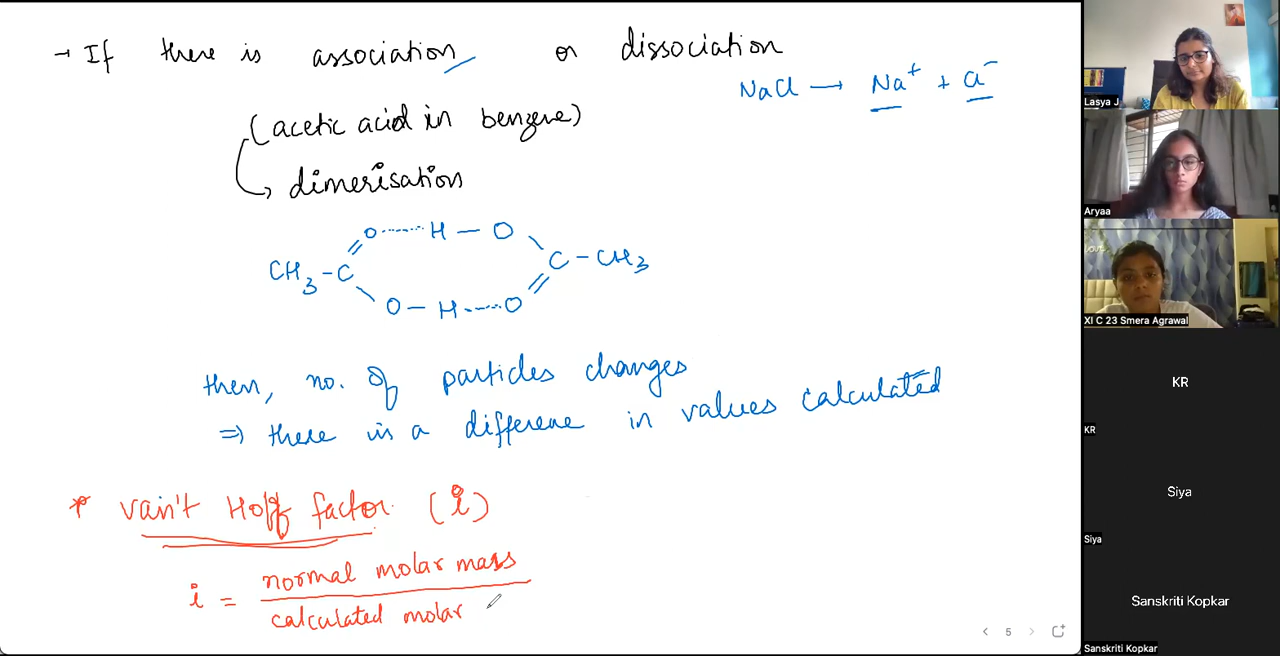 → If there is association or dissociation
NaCl → Na⁺ + Cl⁻
(acetic acid in benzene)
↳ dimerisation
O ...... H — O
CH₃ – C
C – CH₃
O — H ...... O
then, no. of particles changes
⇒ there is a difference in values calculated
* Van't Hoff factor (i)
i = normal molar mass
calculated molar
Lasya J
Aryaa
XI C 23 Smera Agrawal
KR
KR
Siya
Siya
Sanskriti Kopkar
Sanskriti Kopkar
< 5 >